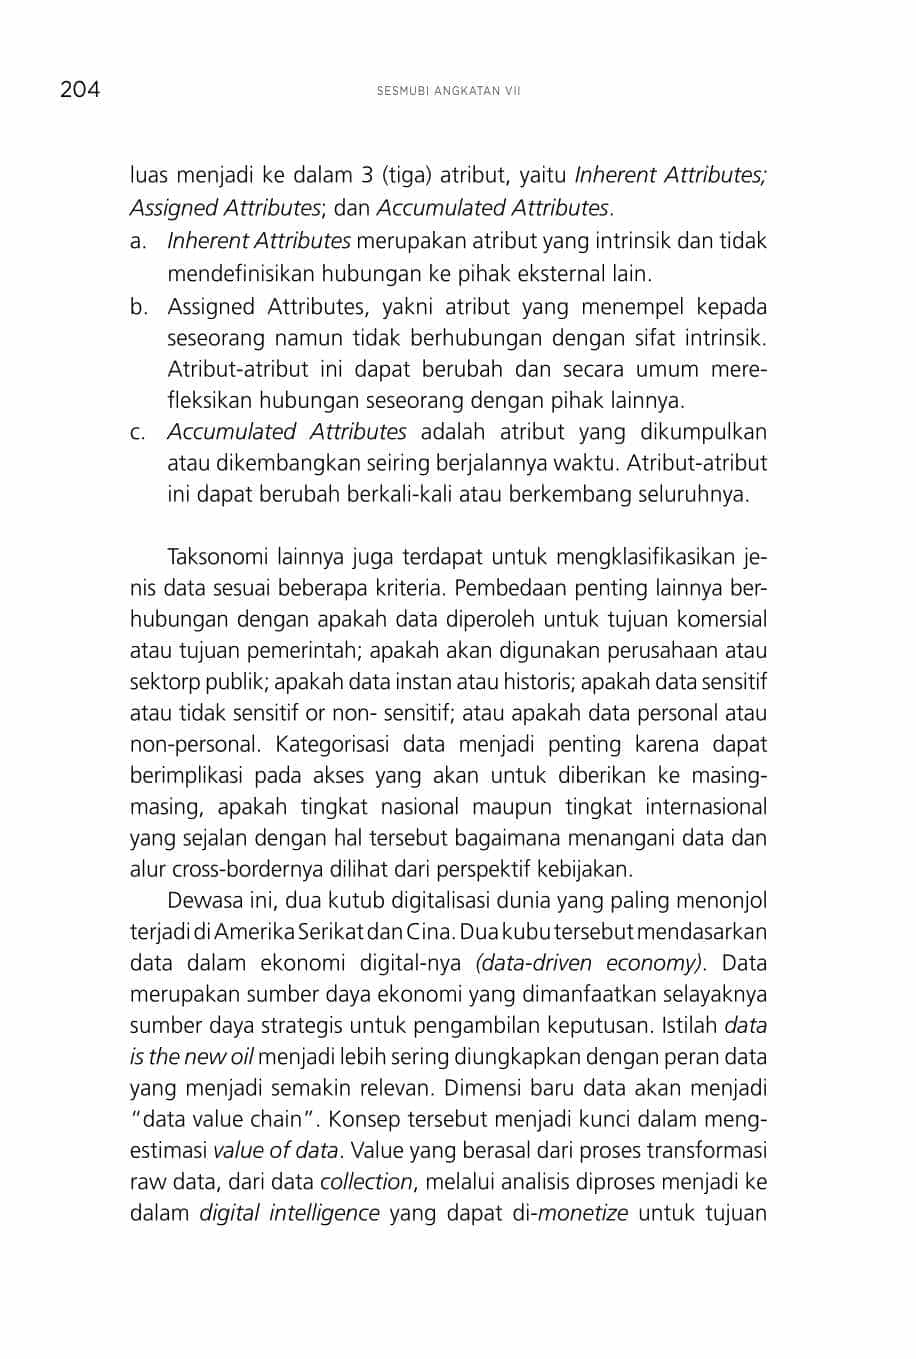 204
SESMUBI ANGKATAN VII
luas menjadi ke dalam 3 (tiga) atribut, yaitu Inherent Attributes;
Assigned Attributes; dan Accumulated Attributes.
a. Inherent Attributes merupakan atribut yang intrinsik dan tidak
mendefinisikan hubungan ke pihak eksternal lain.
b. Assigned Attributes, yakni atribut yang menempel kepada
seseorang namun tidak berhubungan dengan sifat intrinsik.
Atribut-atribut ini dapat berubah dan secara umum mere-
fleksikan hubungan seseorang dengan pihak lainnya.
c. Accumulated Attributes adalah atribut yang dikumpulkan
atau dikembangkan seiring berjalannya waktu. Atribut-atribut
ini dapat berubah berkali-kali atau berkembang seluruhnya.
Taksonomi lainnya juga terdapat untuk mengklasifikasikan je-
nis data sesuai beberapa kriteria. Pembedaan penting lainnya ber-
hubungan dengan apakah data diperoleh untuk tujuan komersial
atau tujuan pemerintah; apakah akan digunakan perusahaan atau
sektorp publik; apakah data instan atau historis; apakah data sensitif
atau tidak sensitif or non- sensitif; atau apakah data personal atau
non-personal. Kategorisasi data menjadi penting karena dapat
berimplikasi pada akses yang akan untuk diberikan ke masing-
masing, apakah tingkat nasional maupun tingkat internasional
yang sejalan dengan hal tersebut bagaimana menangani data dan
alur cross-bordernya dilihat dari perspektif kebijakan.
Dewasa ini, dua kutub digitalisasi dunia yang paling menonjol
terjadi di Amerika Serikat dan Cina. Dua kubu tersebut mendasarkan
data dalam ekonomi digital-nya (data-driven economy). Data
merupakan sumber daya ekonomi yang dimanfaatkan selayaknya
sumber daya strategis untuk pengambilan keputusan. Istilah data
is the new oil menjadi lebih sering diungkapkan dengan peran data
yang menjadi semakin relevan. Dimensi baru data akan menjadi
“data value chain”. Konsep tersebut menjadi kunci dalam meng-
estimasi value of data. Value yang berasal dari proses transformasi
raw data, dari data collection, melalui analisis diproses menjadi ke
dalam digital intelligence yang dapat di-monetize untuk tujuan